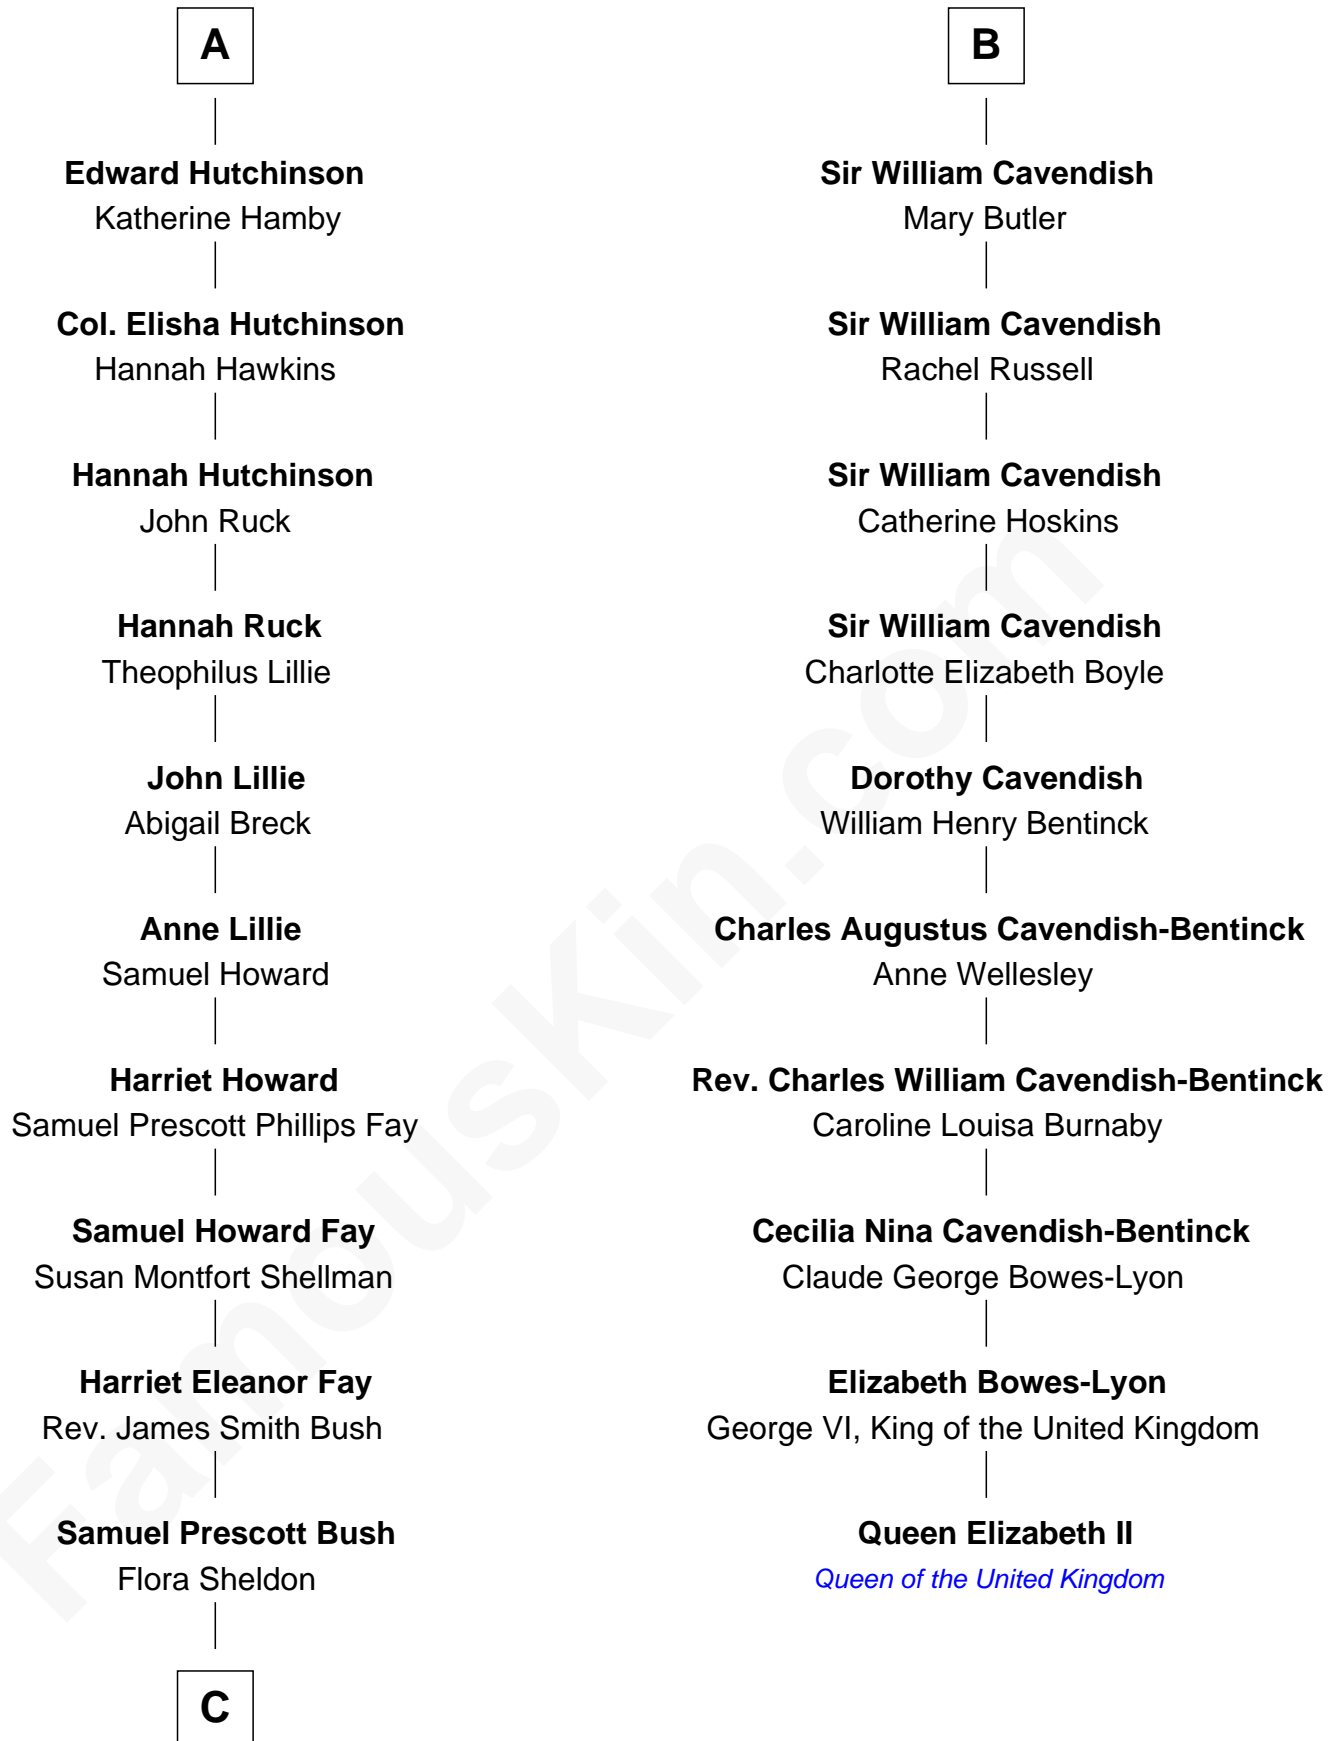 A
Edward Hutchinson
Katherine Hamby
Col. Elisha Hutchinson
Hannah Hawkins
Hannah Hutchinson
John Ruck
Hannah Ruck
Theophilus Lillie
John Lillie
Abigail Breck
Anne Lillie
Samuel Howard
Harriet Howard
Samuel Prescott Phillips Fay
Samuel Howard Fay
Susan Montfort Shellman
Harriet Eleanor Fay
Rev. James Smith Bush
Samuel Prescott Bush
Flora Sheldon
C
B
Sir William Cavendish
Mary Butler
Sir William Cavendish
Rachel Russell
Sir William Cavendish
Catherine Hoskins
Sir William Cavendish
Charlotte Elizabeth Boyle
Dorothy Cavendish
William Henry Bentinck
Charles Augustus Cavendish-Bentinck
Anne Wellesley
Rev. Charles William Cavendish-Bentinck
Caroline Louisa Burnaby
Cecilia Nina Cavendish-Bentinck
Claude George Bowes-Lyon
Elizabeth Bowes-Lyon
George VI, King of the United Kingdom
Queen Elizabeth II
Queen of the United Kingdom
FamousKin.com